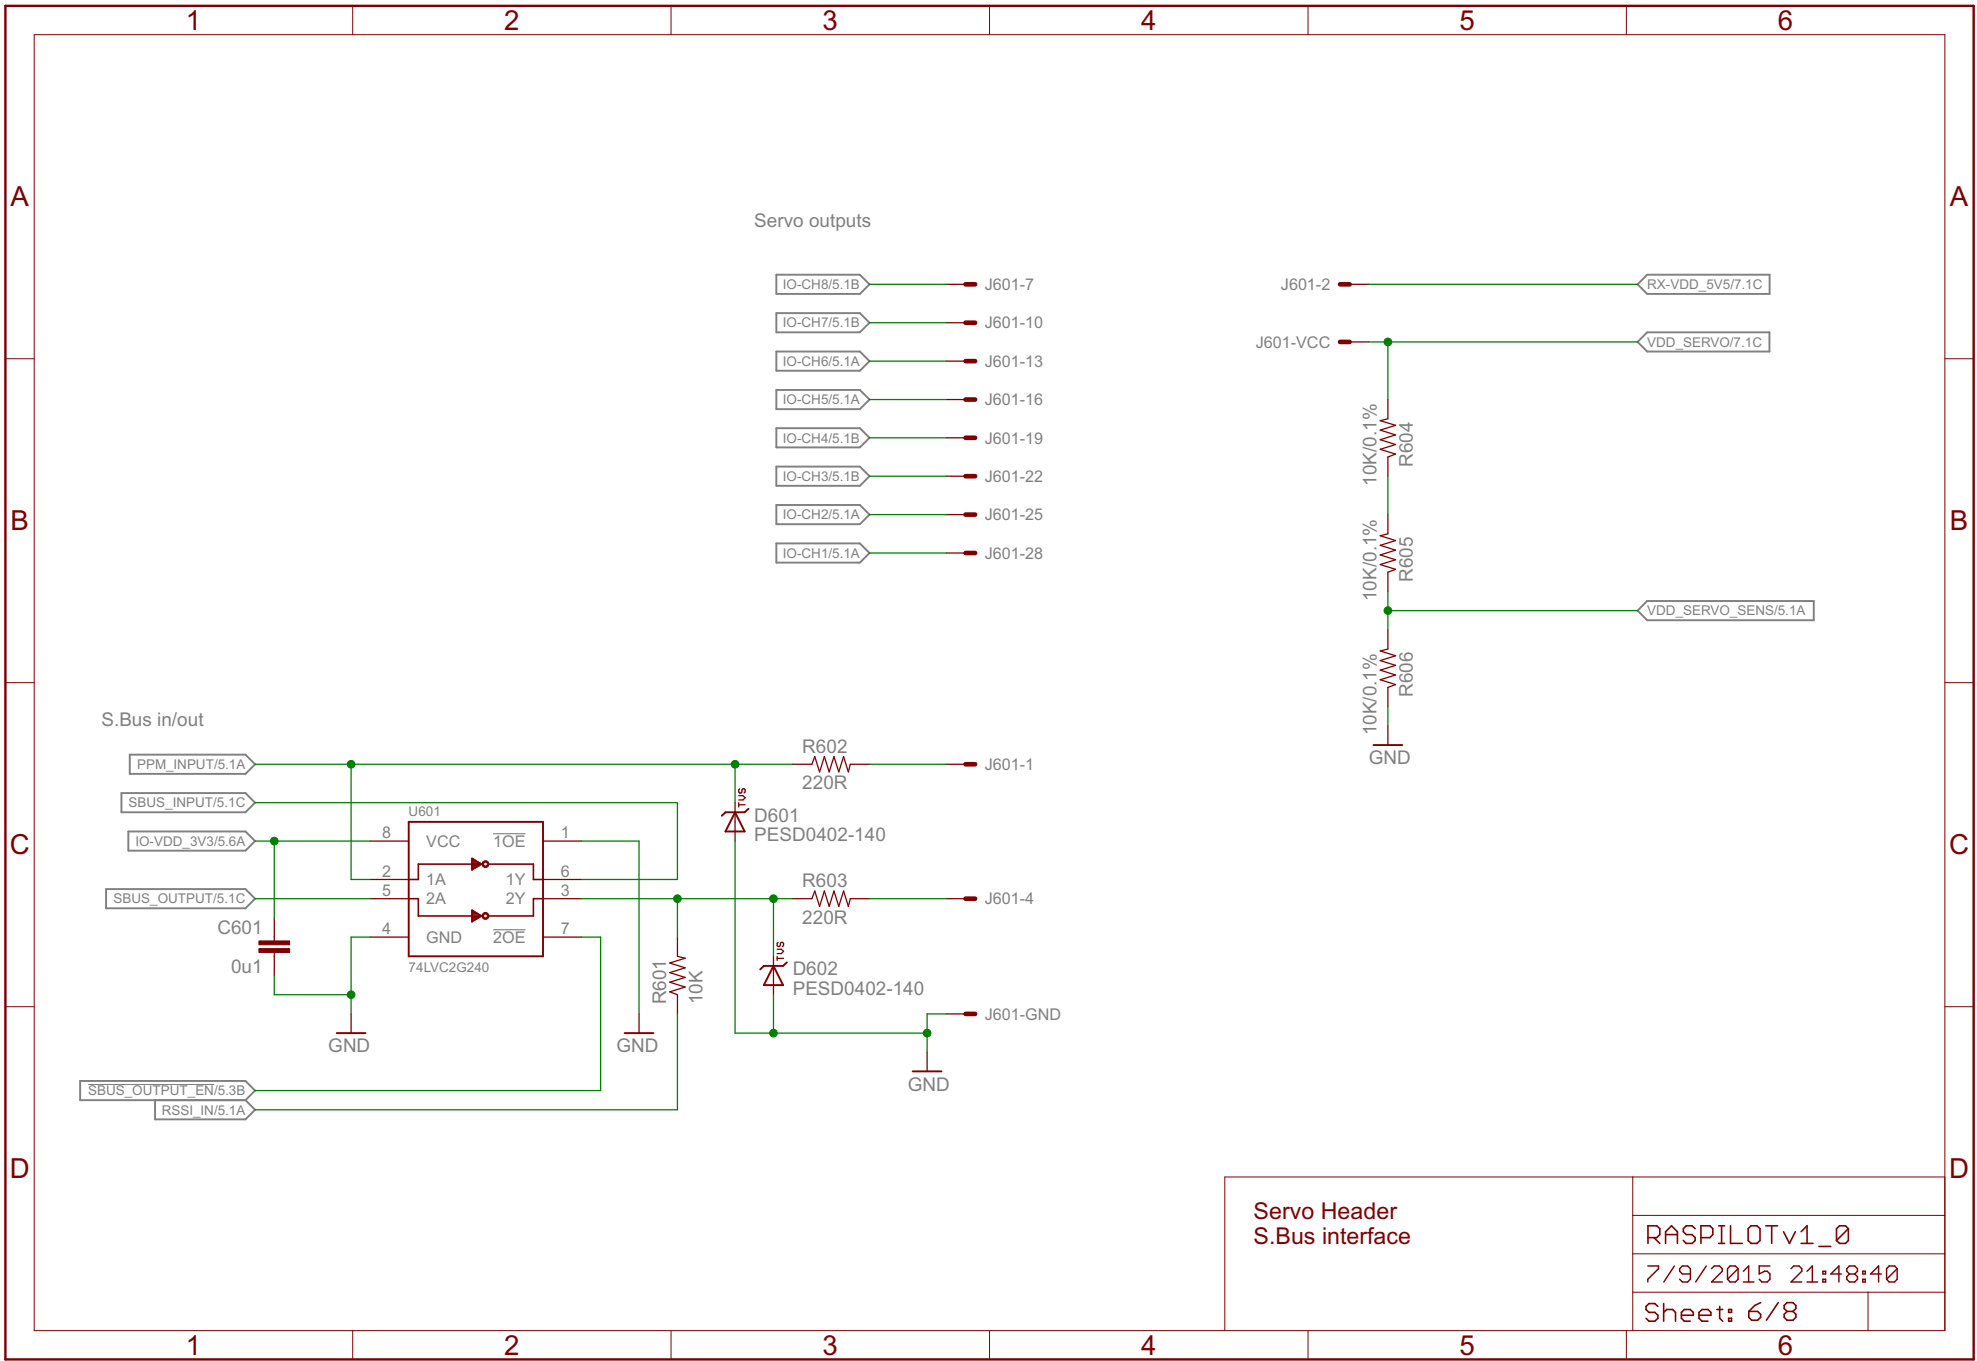 1 2 3 4 5 6
A A
Servo outputs
IO-CH8/5.1B J601-7 J601-2 RX-VDD_5V5/7.1C
IO-CH7/5.1B J601-10
J601-VCC VDD_SERVO/7.1C
IO-CH6/5.1A J601-13
IO-CH5/5.1A J601-16
IO-CH4/5.1B J601-19
10K/0.1% R604
IO-CH3/5.1B J601-22
IO-CH2/5.1A J601-25
B B
IO-CH1/5.1A J601-28
10K/0.1% R605
VDD_SERVO_SENS/5.1A
10K/0.1% R606
GND
S.Bus in/out
PPM_INPUT/5.1A
R602
220R
J601-1
SBUS_INPUT/5.1C
TVS
D601
PESD0402-140
U601
IO-VDD_3V3/5.6A
8 VCC 1OE 1
C C
2 1A 1Y 6
5 2A 2Y 3
4 GND 2OE 7
74LVC2G240
SBUS_OUTPUT/5.1C
C601
0u1
R603
220R
J601-4
TVS
D602
PESD0402-140
R601
10K
J601-GND
GND
GND
GND
SBUS_OUTPUT_EN/5.3B
RSSI_IN/5.1A
D D
Servo Header
S.Bus interface
RASPILOTv1_0
7/9/2015 21:48:40
Sheet: 6/8
1 2 3 4 5 6